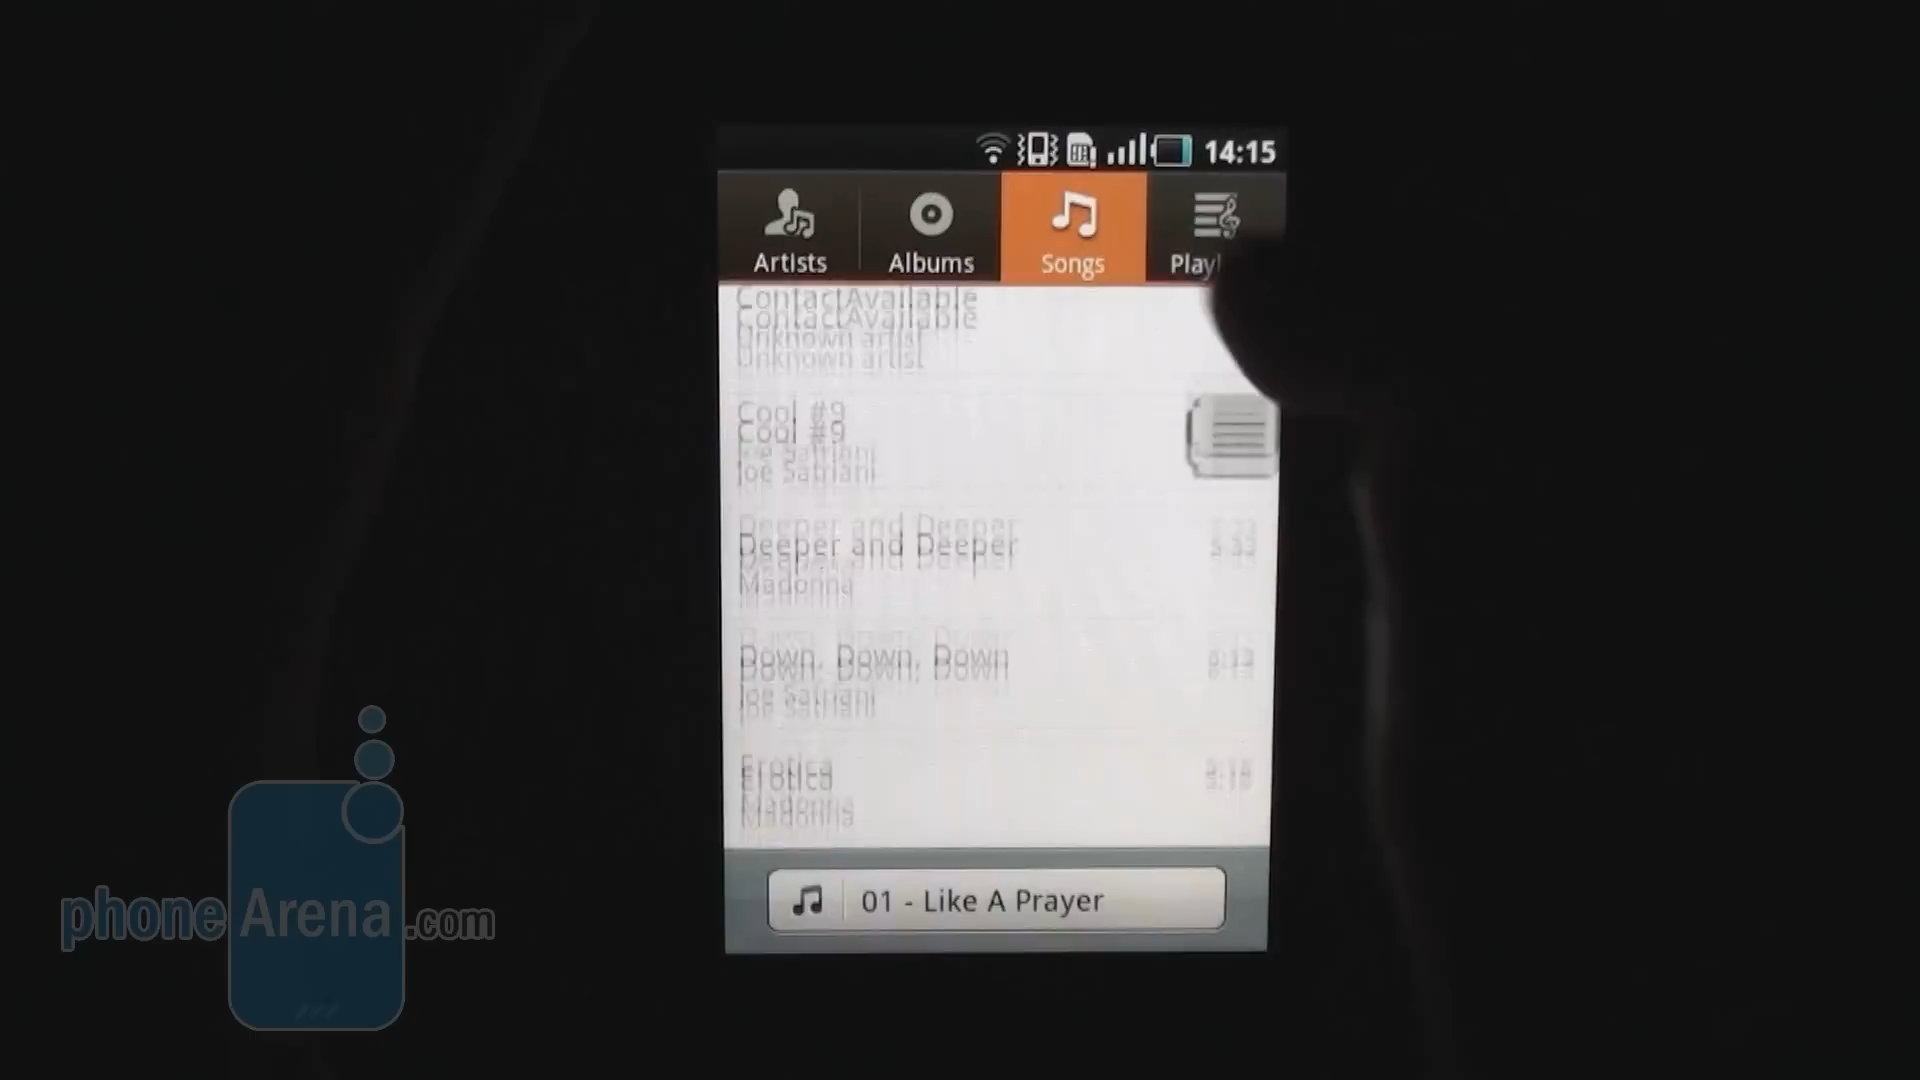 14:15
Artists Albums Songs Playl
ContactAvailable
Unknown artist
Cool #9
Joe Satriani
Deeper and Deeper
Madonna
Down, Down, Down
Joe Satriani
Erotica
Madonna
01 - Like A Prayer
phoneArena.com